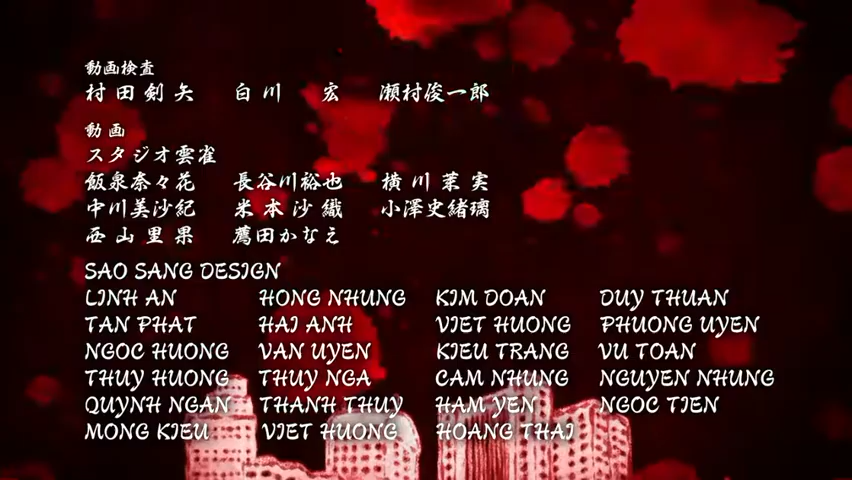 動画検査
村田剣矢 白川 宏 瀬村俊一郎
動画
スタジオ雲雀
飯泉奈々花 長谷川裕也 横川茉実
中川美沙紀 米本沙織 小澤史緒璃
西山里果 鷹田かなえ
SAO SANG DESIGN
LINH AN HONG NHUNG KIM DOAN DUY THUAN
TAN PHAT HAI ANH VIET HUONG PHUONG UYEN
NGOC HUONG VAN UYEN KIEU TRANG VU TOAN
THUY HUONG THUY NGA CAM NHUNG NGUYEN NHUNG
QUYNH NGAN THANH THUY HAM YEN NGOC TIEN
MONG KIEU VIET HUONG HOANG THAI